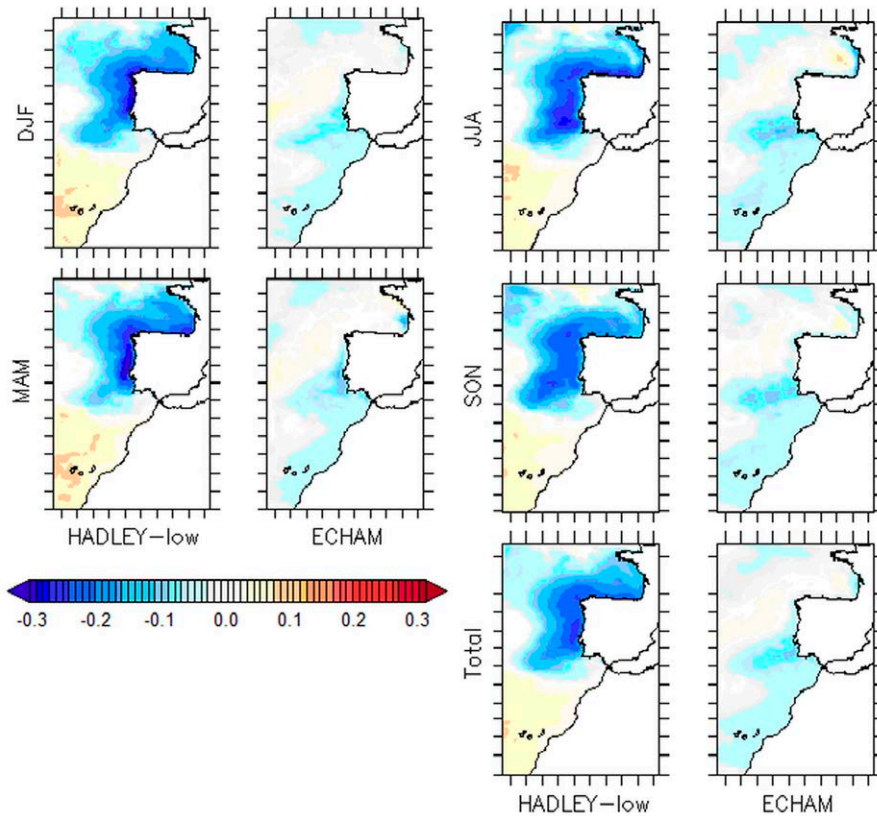 DJF
JJA
MAM
SON
HADLEY-low ECHAM
-0.3 -0.2 -0.1 0.0 0.1 0.2 0.3
Total
HADLEY-low ECHAM